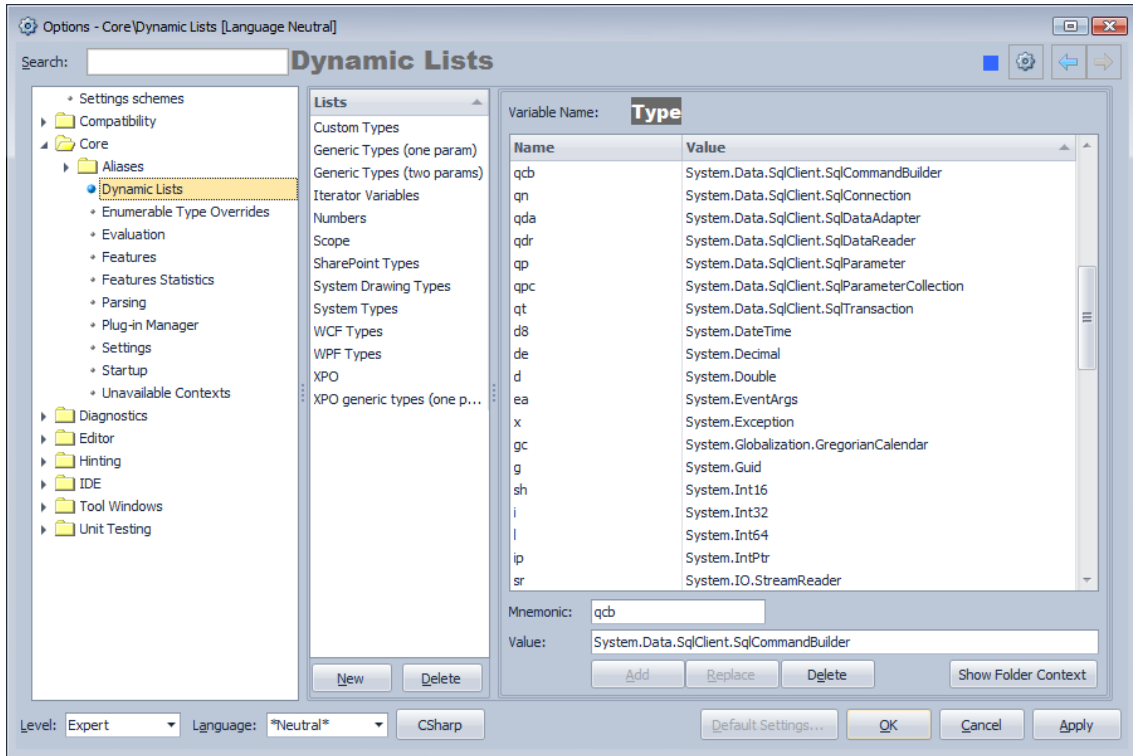 Options - Core\Dynamic Lists [Language Neutral]
Search:
Dynamic Lists
Settings schemes
Compatibility
Core
Aliases
Dynamic Lists
Enumerable Type Overrides
Evaluation
Features
Features Statistics
Parsing
Plug-in Manager
Settings
Startup
Unavailable Contexts
Diagnostics
Editor
Hinting
IDE
Tool Windows
Unit Testing
Lists
Custom Types
Generic Types (one param)
Generic Types (two params)
Iterator Variables
Numbers
Scope
SharePoint Types
System Drawing Types
System Types
WCF Types
WPF Types
XPO
XPO generic types (one p...
New Delete
Variable Name: Type
Name Value
qcb System.Data.SqlClient.SqlCommandBuilder
qn System.Data.SqlClient.SqlConnection
qda System.Data.SqlClient.SqlDataAdapter
qdr System.Data.SqlClient.SqlDataReader
qp System.Data.SqlClient.SqlParameter
qpc System.Data.SqlClient.SqlParameterCollection
qt System.Data.SqlClient.SqlTransaction
d8 System.DateTime
de System.Decimal
d System.Double
ea System.EventArgs
x System.Exception
gc System.Globalization.GregorianCalendar
g System.Guid
sh System.Int16
i System.Int32
l System.Int64
ip System.IntPtr
sr System.IO.StreamReader
Mnemonic: qcb
Value: System.Data.SqlClient.SqlCommandBuilder
Add Replace Delete Show Folder Context
Level: Expert Language: *Neutral* CSharp Default Settings... OK Cancel Apply